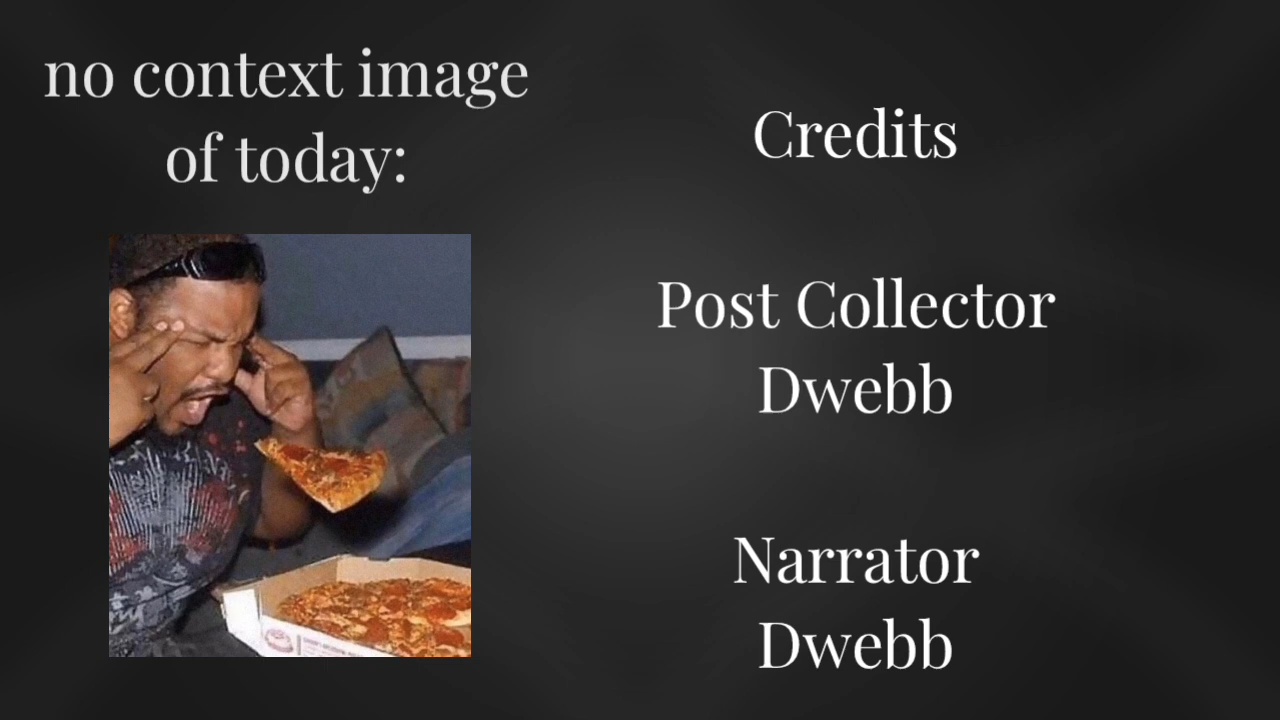 no context image
of today:
Credits
Post Collector
Dwebb
Narrator
Dwebb